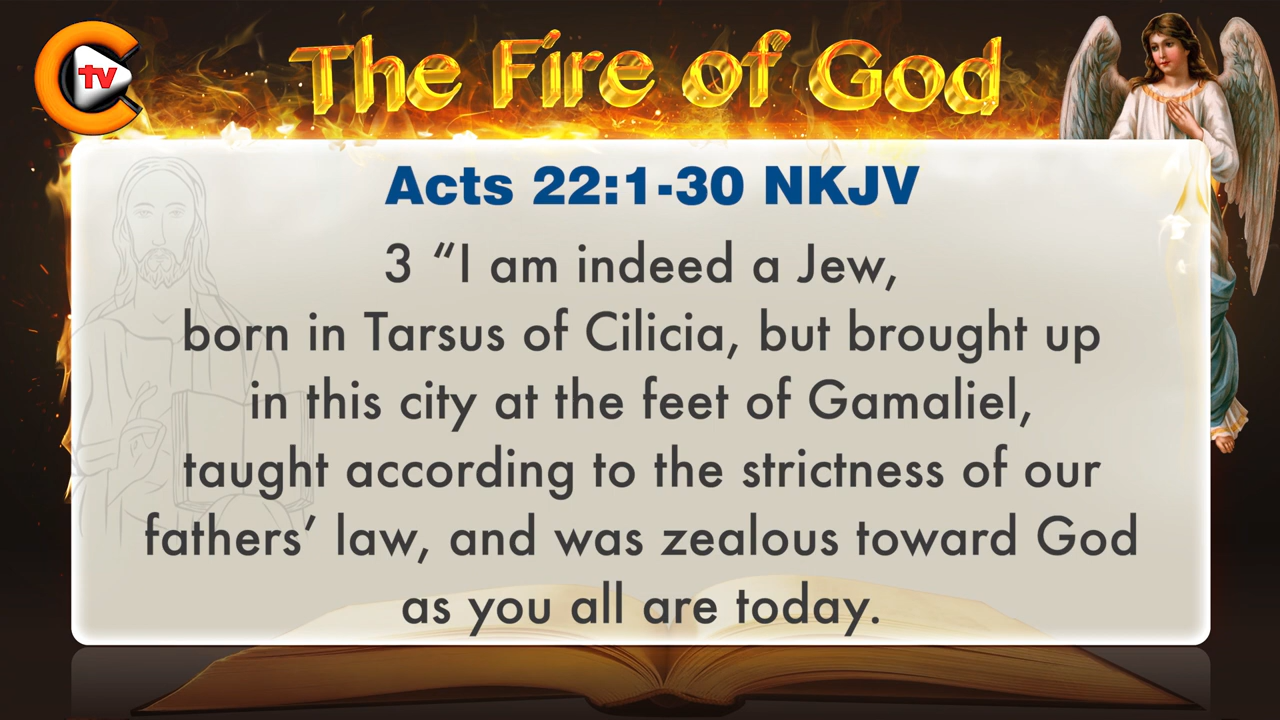 tv
The Fire of God
Acts 22:1-30 NKJV
3 “I am indeed a Jew,
born in Tarsus of Cilicia, but brought up
in this city at the feet of Gamaliel,
taught according to the strictness of our
fathers’ law, and was zealous toward God
as you all are today.